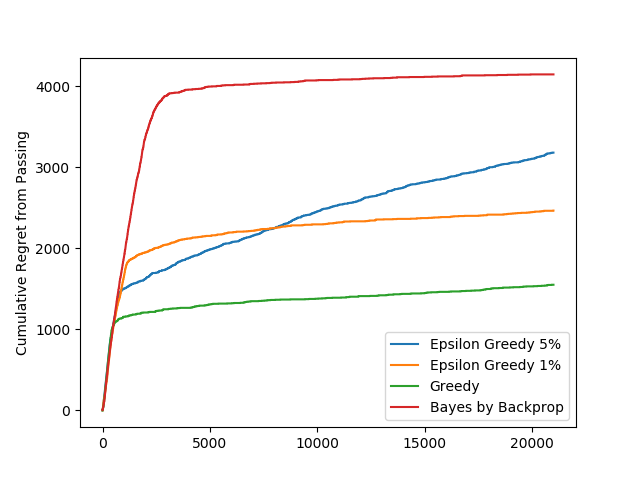 4000
3000
2000
1000
0
Cumulative Regret from Passing
0
5000
10000
15000
20000
Epsilon Greedy 5%
Epsilon Greedy 1%
Greedy
Bayes by Backprop